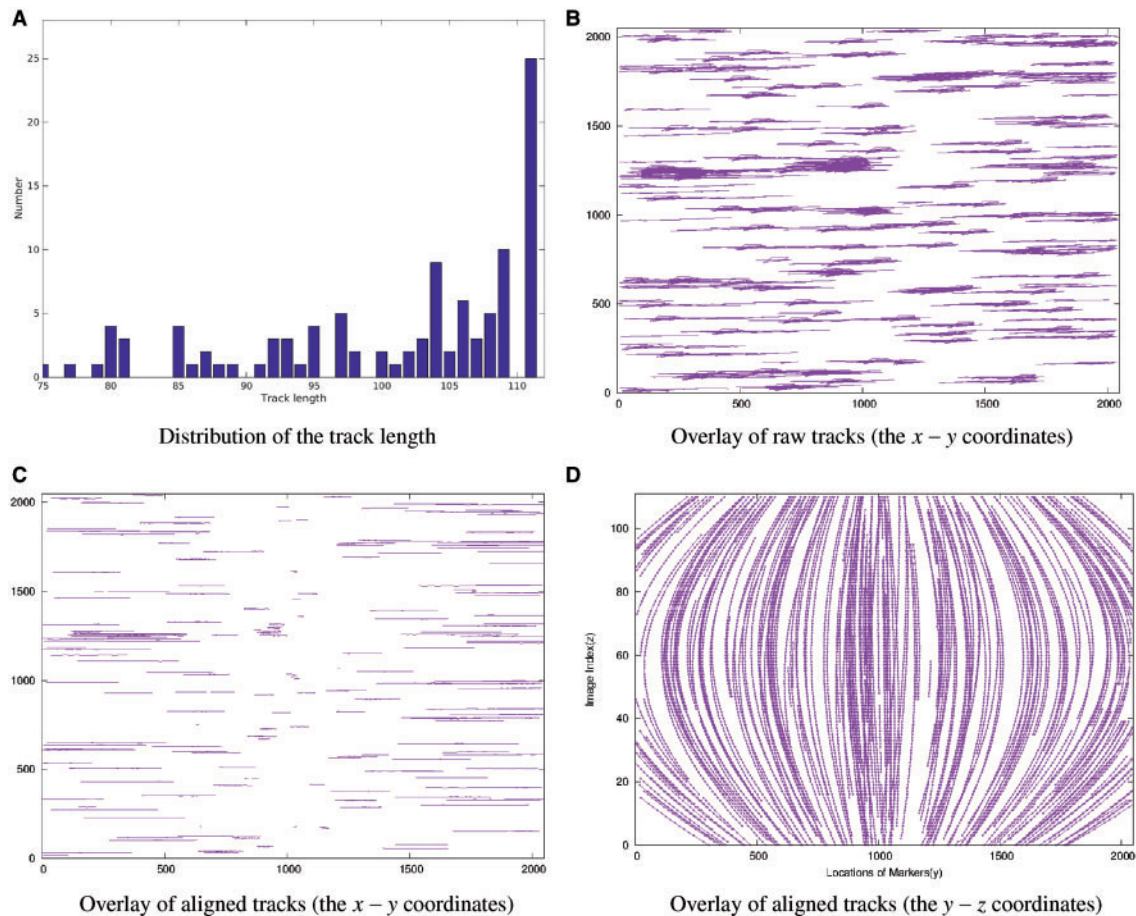 A
Number
25
20
15
10
5
0
75 80 85 90 95 100 105 110
Track length
Distribution of the track length
B
2000
1500
1000
500
0
0 500 1000 1500 2000
Overlay of raw tracks (the x – y coordinates)
C
2000
1500
1000
500
0
0 500 1000 1500 2000
Overlay of aligned tracks (the x – y coordinates)
D
Image Index(z)
100
80
60
40
20
0
0 500 1000 1500 2000
Locations of Markers(y)
Overlay of aligned tracks (the y – z coordinates)